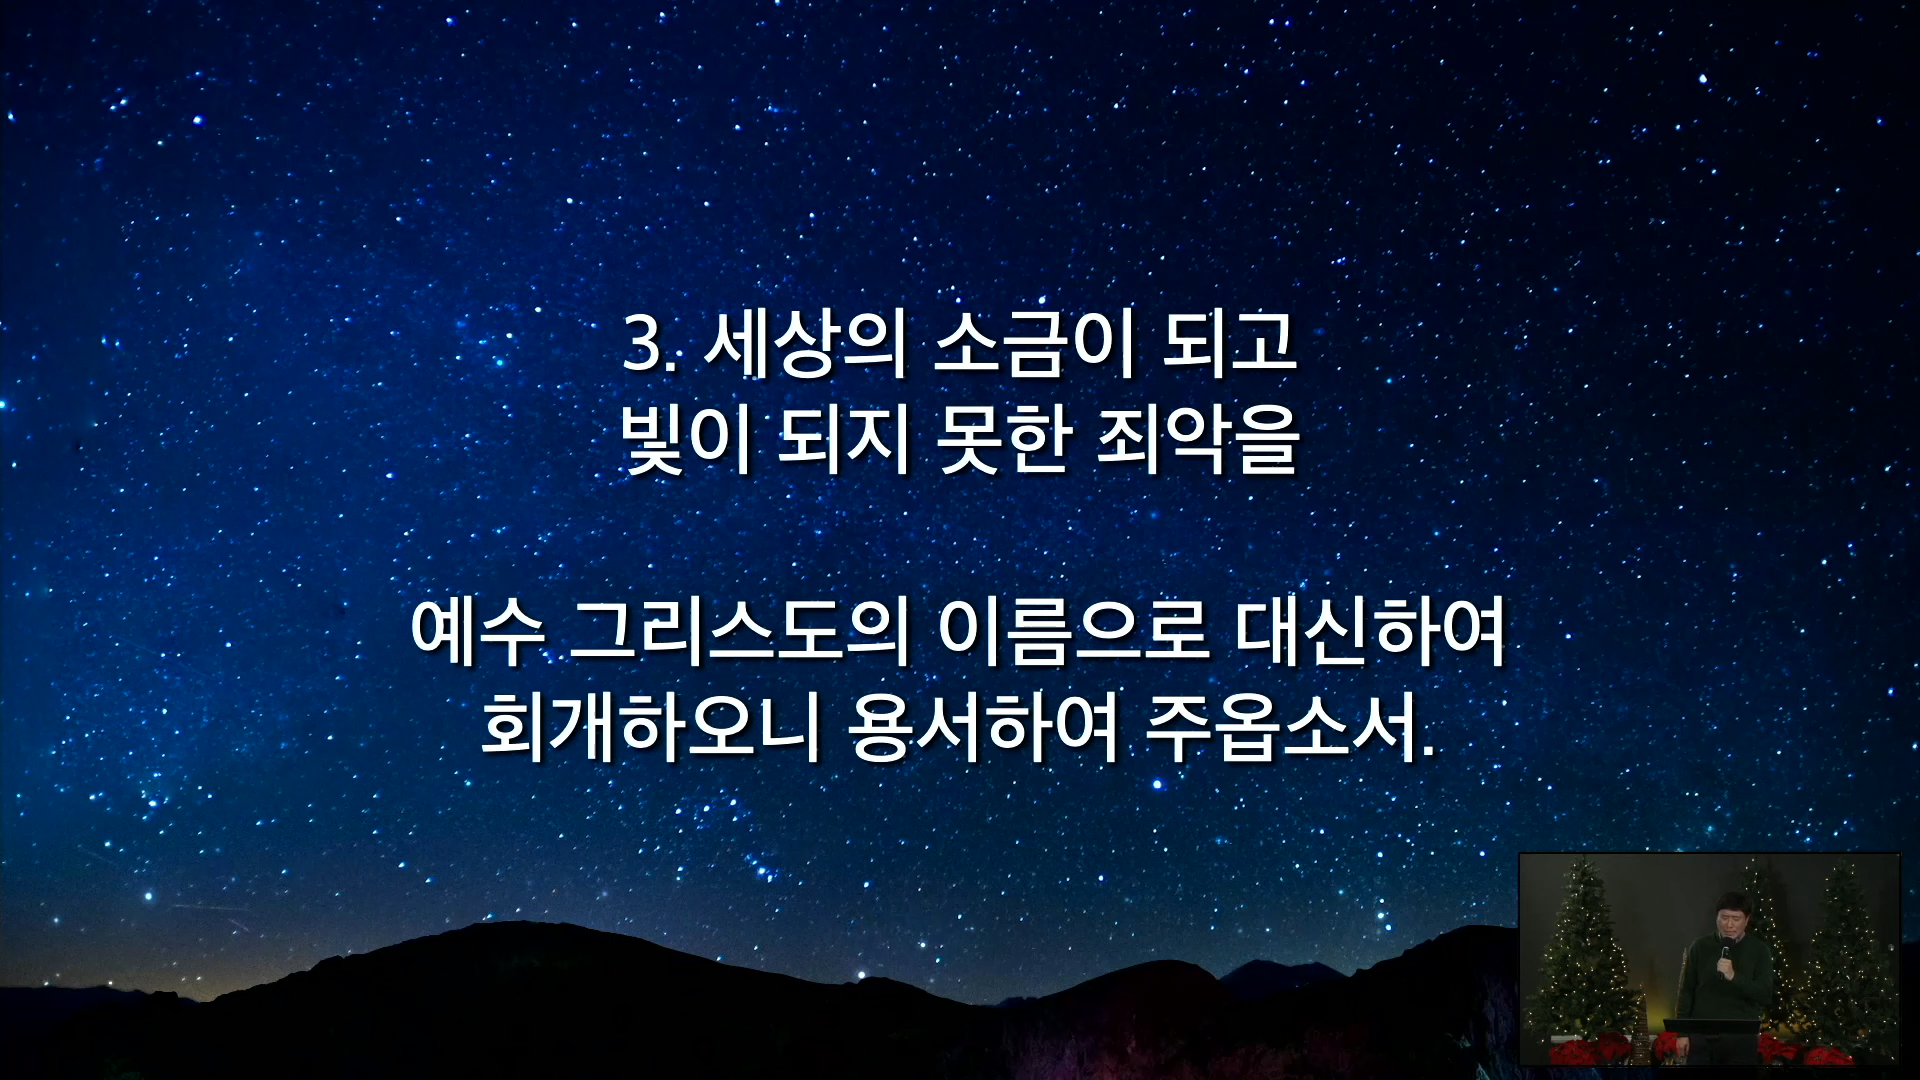 3. 세상의 소금이 되고
빛이 되지 못한 죄악을
예수 그리스도의 이름으로 대신하여
회개하오니 용서하여 주옵소서.